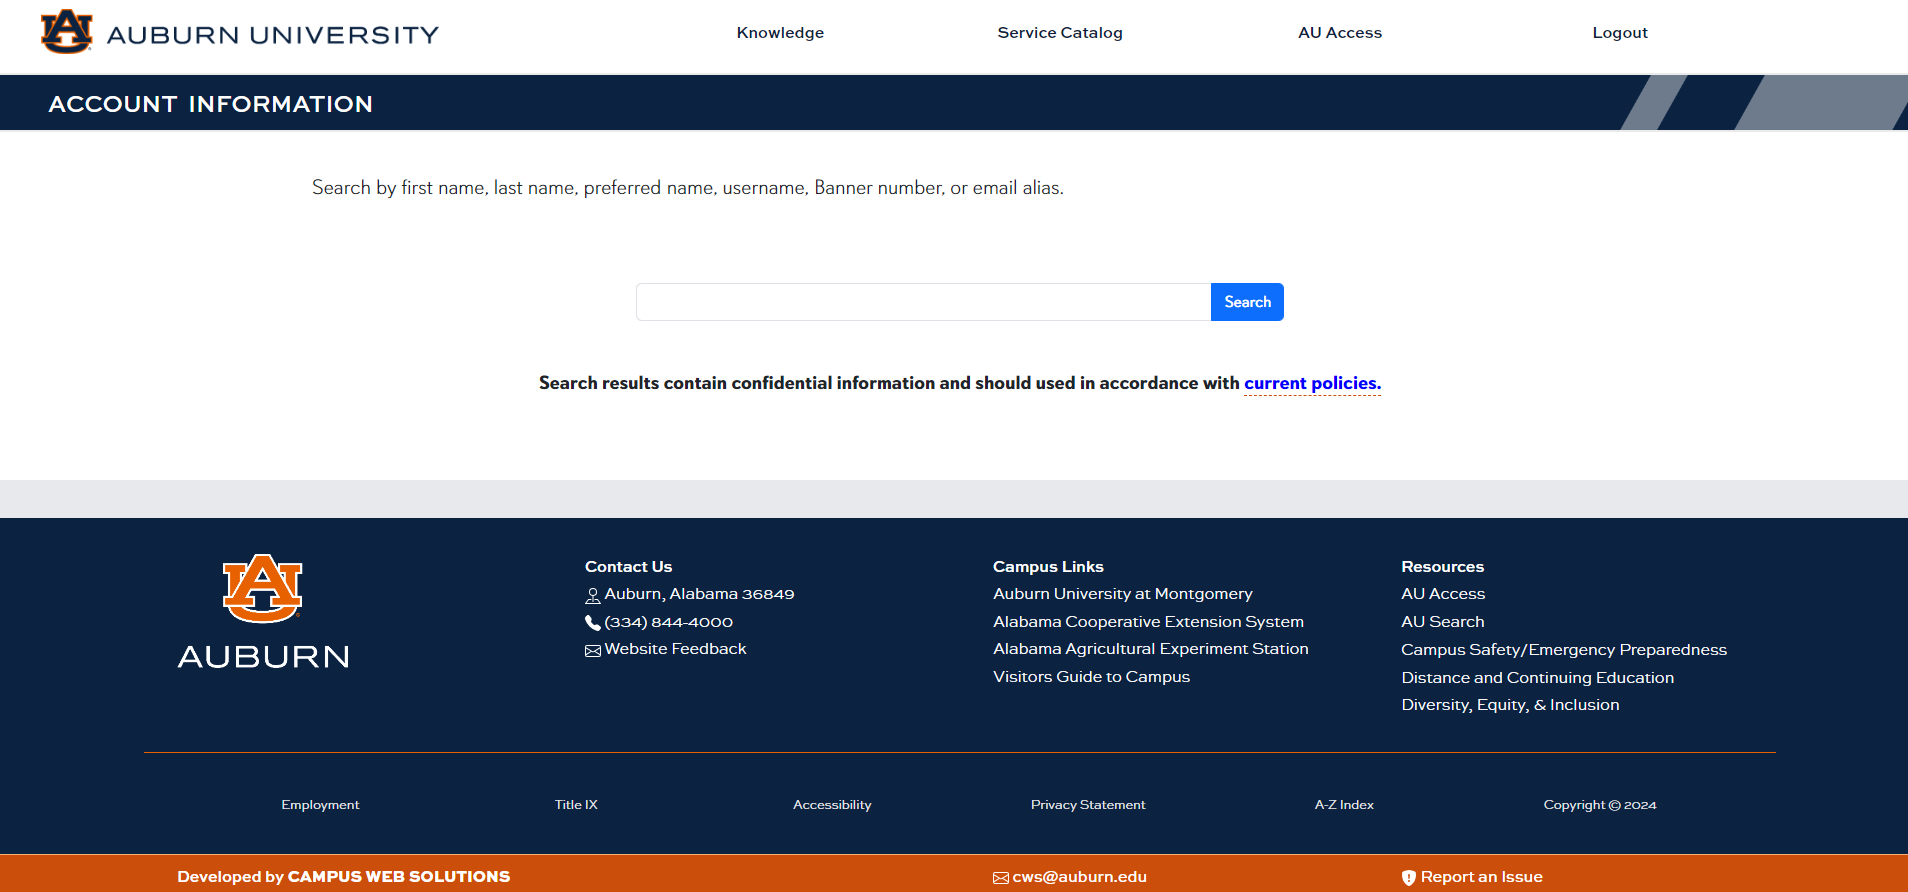 AUBURN UNIVERSITY
Knowledge
Service Catalog
AU Access
Logout
ACCOUNT INFORMATION
Search by first name, last name, preferred name, username, Banner number, or email alias.
Search
Search results contain confidential information and should used in accordance with current policies.
AUBURN
Contact Us
Auburn, Alabama 36849
(334) 844-4000
Website Feedback
Campus Links
Auburn University at Montgomery
Alabama Cooperative Extension System
Alabama Agricultural Experiment Station
Visitors Guide to Campus
Resources
AU Access
AU Search
Campus Safety/Emergency Preparedness
Distance and Continuing Education
Diversity, Equity, & Inclusion
Employment
Title IX
Accessibility
Privacy Statement
A-Z Index
Copyright © 2024
Developed by CAMPUS WEB SOLUTIONS
cws@auburn.edu
Report an Issue